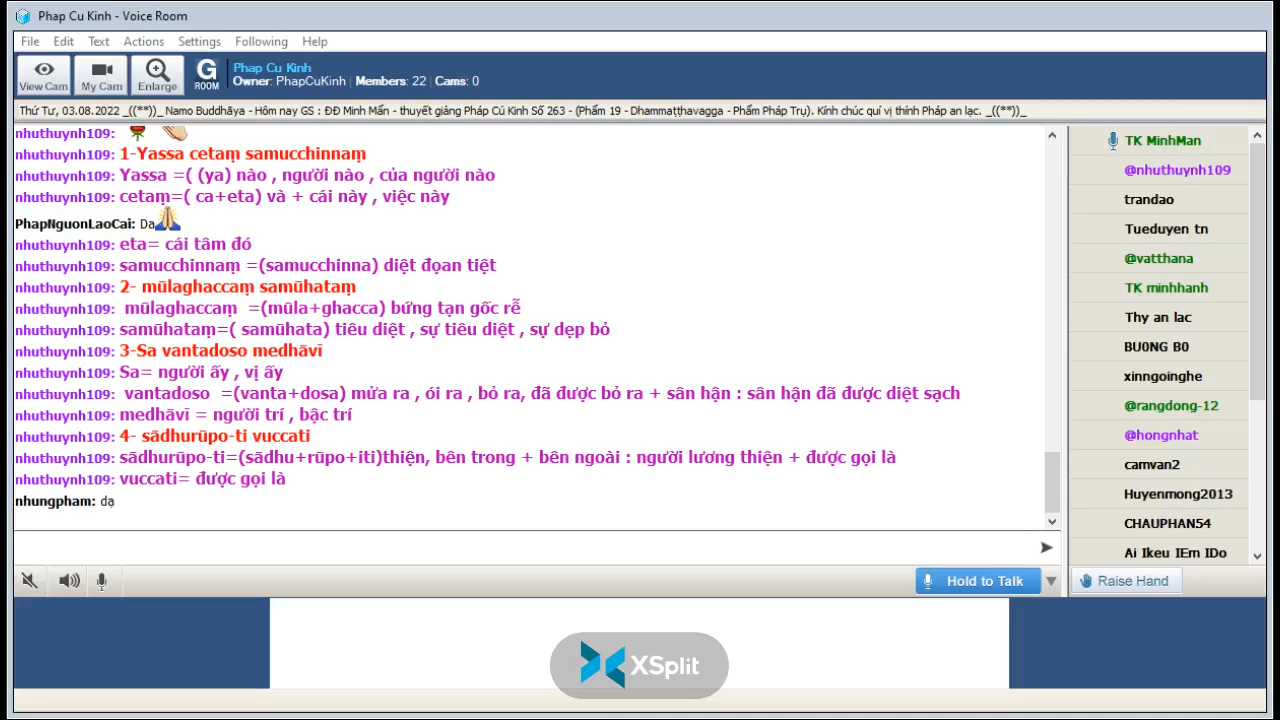 Phap Cu Kinh - Voice Room
File Edit Text Actions Settings Following Help
View Cam My Cam Enlarge G ROOM
Phap Cu Kinh
Owner: PhapCuKinh | Members: 22 | Cams: 0
Thứ Tư, 03.08.2022 _((**))_ Namo Buddhāya - Hôm nay GS : ĐĐ Minh Mẫn - thuyết giảng Pháp Cú Kinh Số 263 - (Phẩm 19 - Dhammaṭṭhavagga - Phẩm Pháp Trụ). Kính chúc quí vị thính Pháp an lạc. _((**))_
nhuthuynh109:
nhuthuynh109: 1-Yassa cetaṃ samucchinnaṃ
nhuthuynh109: Yassa =( (ya) nào , người nào , của người nào
nhuthuynh109: cetaṃ=( ca+eta) và + cái này , việc này
PhapNguonLaoCai: Da
nhuthuynh109: eta= cái tâm đó
nhuthuynh109: samucchinnaṃ =(samucchinna) diệt đọan tiệt
nhuthuynh109: 2- mūlaghaccaṃ samūhataṃ
nhuthuynh109: mūlaghaccaṃ =(mūla+ghacca) bứng tạn gốc rễ
nhuthuynh109: samūhataṃ=( samūhata) tiêu diệt , sự tiêu diệt , sự dẹp bỏ
nhuthuynh109: 3-Sa vantadoso medhāvī
nhuthuynh109: Sa= người ấy , vị ấy
nhuthuynh109: vantadoso =(vanta+dosa) mửa ra , ói ra , bỏ ra, đã được bỏ ra + sân hận : sân hận đã được diệt sạch
nhuthuynh109: medhāvī = người trí , bậc trí
nhuthuynh109: 4- sādhurūpo-ti vuccati
nhuthuynh109: sādhurūpo-ti=(sādhu+rūpo+iti)thiện, bên trong + bên ngoài : người lương thiện + được gọi là
nhuthuynh109: vuccati= được gọi là
nhungpham: dạ
TK MinhMan
@nhuthuynh109
trandao
Tueduyen tn
@vatthana
TK minhhanh
Thy an lac
BU0NG B0
xinngoinghe
@rangdong-12
@hongnhat
camvan2
Huyenmong2013
CHAUPHAN54
Ai Ikeu IEm IDo
Hold to Talk
Raise Hand
XSplit